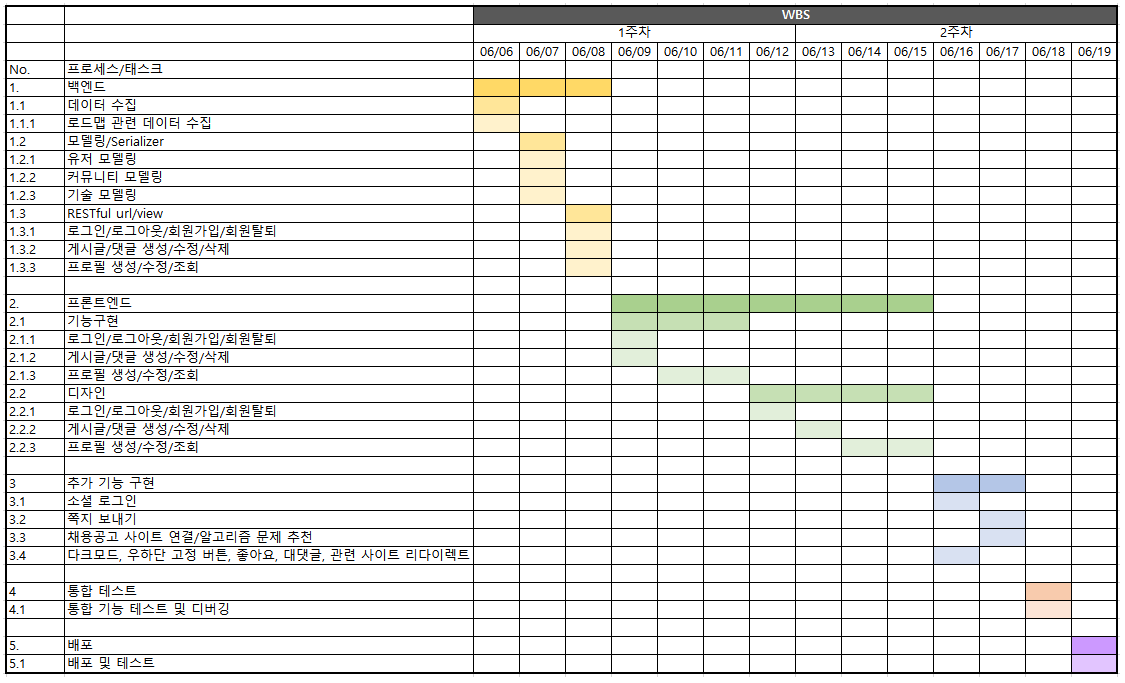 WBS
1주차 2주차
06/06 06/07 06/08 06/09 06/10 06/11 06/12 06/13 06/14 06/15 06/16 06/17 06/18 06/19
No. 프로세스/태스크
1. 백엔드
1.1 데이터 수집
1.1.1 로드맵 관련 데이터 수집
1.2 모델링/Serializer
1.2.1 유저 모델링
1.2.2 커뮤니티 모델링
1.2.3 기술 모델링
1.3 RESTful url/view
1.3.1 로그인/로그아웃/회원가입/회원탈퇴
1.3.2 게시글/댓글 생성/수정/삭제
1.3.3 프로필 생성/수정/조회
2. 프론트엔드
2.1 기능구현
2.1.1 로그인/로그아웃/회원가입/회원탈퇴
2.1.2 게시글/댓글 생성/수정/삭제
2.1.3 프로필 생성/수정/조회
2.2 디자인
2.2.1 로그인/로그아웃/회원가입/회원탈퇴
2.2.2 게시글/댓글 생성/수정/삭제
2.2.3 프로필 생성/수정/조회
3 추가 기능 구현
3.1 소셜 로그인
3.2 쪽지 보내기
3.3 채용공고 사이트 연결/알고리즘 문제 추천
3.4 다크모드, 우하단 고정 버튼, 좋아요, 대댓글, 관련 사이트 리다이렉트
4 통합 테스트
4.1 통합 기능 테스트 및 디버깅
5. 배포
5.1 배포 및 테스트